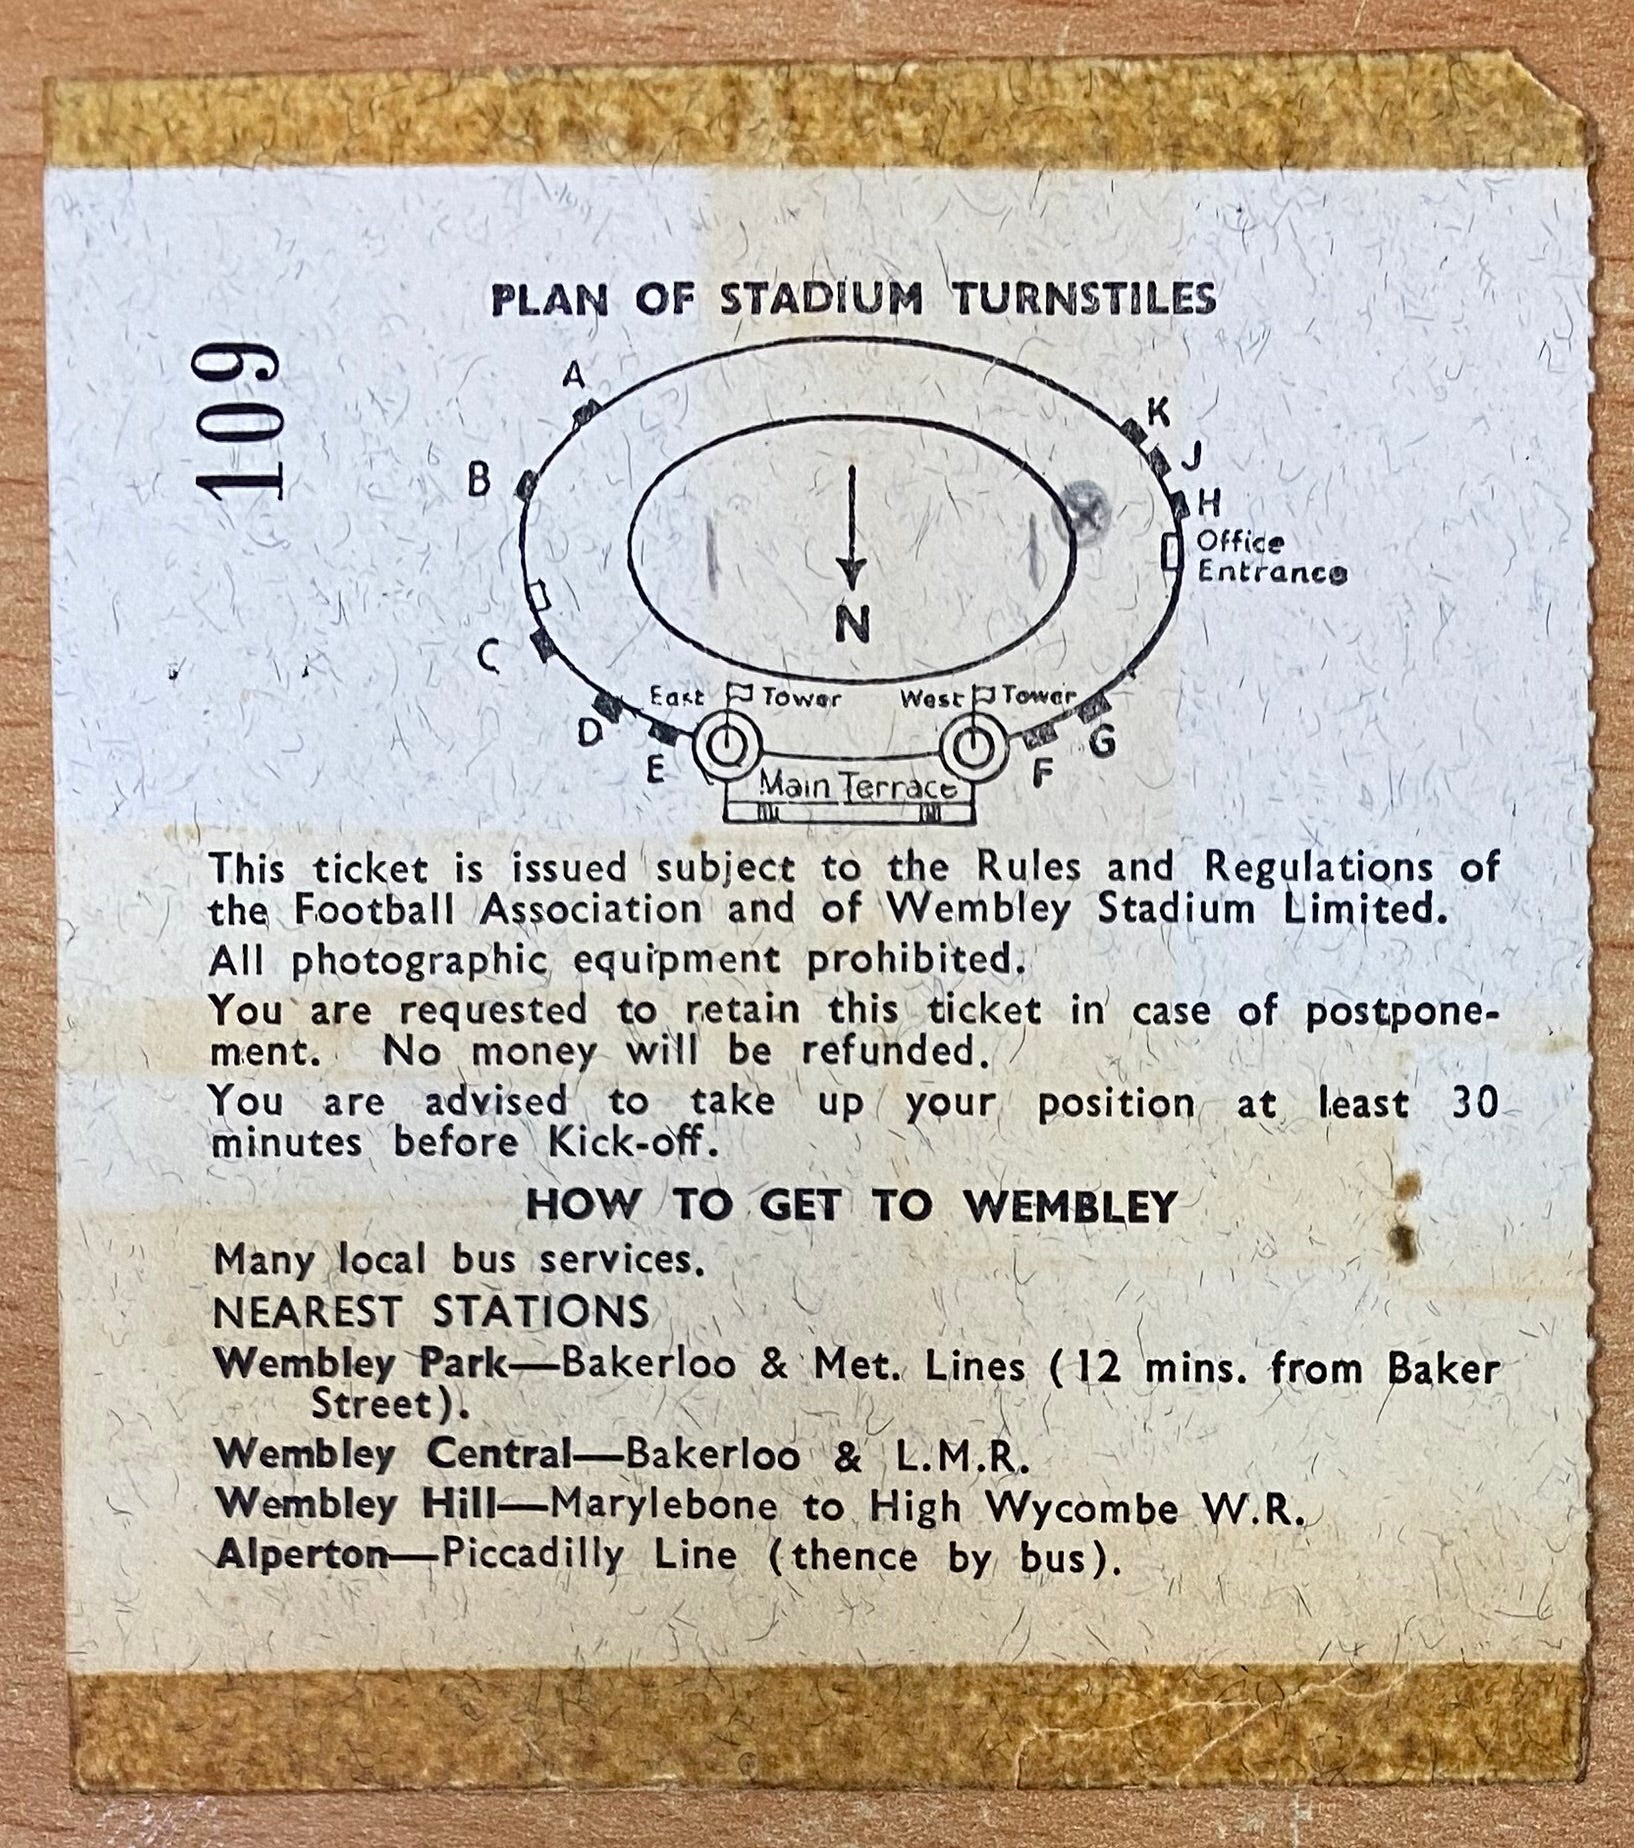 109
PLAN OF STADIUM TURNSTILES
A
K
B
J
H
Office
Entrance
N
C
East Tower
West Tower
D
G
E
F
Main Terrace
This ticket is issued subject to the Rules and Regulations of
the Football Association and of Wembley Stadium Limited.
All photographic equipment prohibited.
You are requested to retain this ticket in case of postpone-
ment. No money will be refunded.
You are advised to take up your position at least 30
minutes before Kick-off.
HOW TO GET TO WEMBLEY
Many local bus services.
NEAREST STATIONS
Wembley Park—Bakerloo & Met. Lines (12 mins. from Baker
Street).
Wembley Central—Bakerloo & L.M.R.
Wembley Hill—Marylebone to High Wycombe W.R.
Alperton—Piccadilly Line (thence by bus).